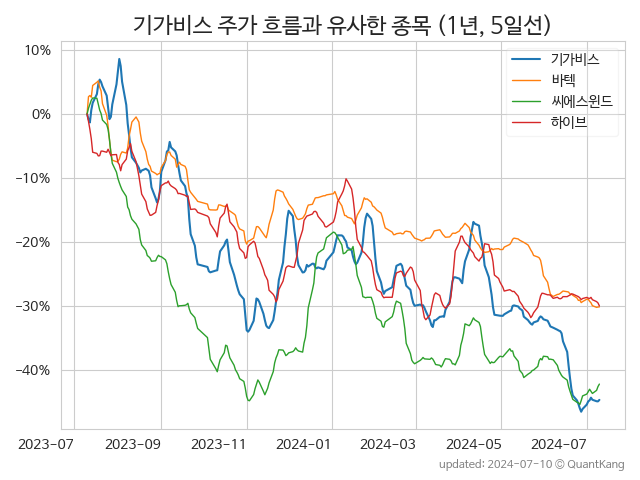 기가비스 주가 흐름과 유사한 종목 (1년, 5일선)
10%
0%
−10%
−20%
−30%
−40%
기가비스
바텍
씨에스윈드
하이브
2023-07 2023-09 2023-11 2024-01 2024-03 2024-05 2024-07
updated: 2024-07-10 © QuantKang